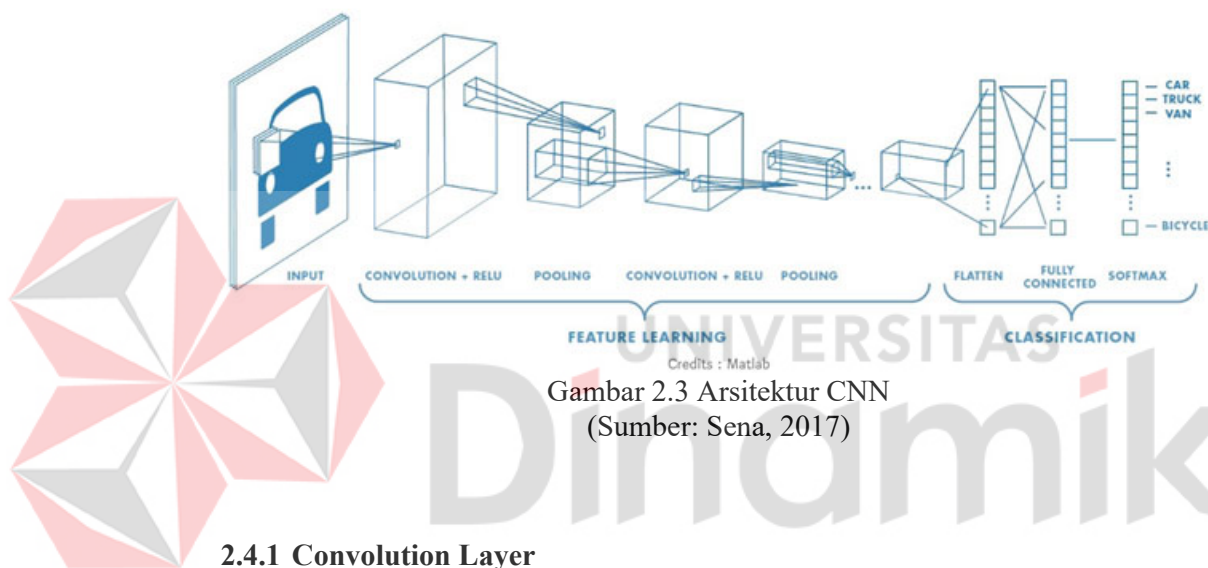 CAR
TRUCK
VAN
BICYCLE
INPUT CONVOLUTION + RELU POOLING CONVOLUTION + RELU POOLING FLATTEN FULLY CONNECTED SOFTMAX
FEATURE LEARNING CLASSIFICATION
UNIVERSITAS
Credits : Matlab
Dinamik
Gambar 2.3 Arsitektur CNN
(Sumber: Sena, 2017)
2.4.1 Convolution Layer